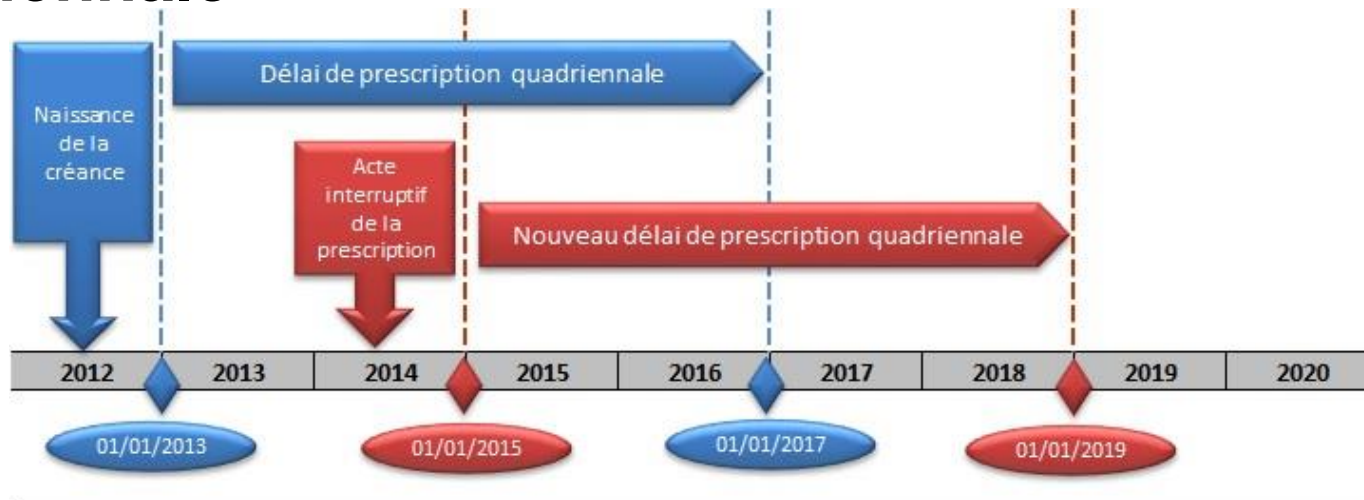 Délai de prescription quadriennale
Naissance
de la
créance
Acte
interruptif
de la
prescription
Nouveau délai de prescription quadriennale
2012 2013 2014 2015 2016 2017 2018 2019 2020
01/01/2013 01/01/2015 01/01/2017 01/01/2019